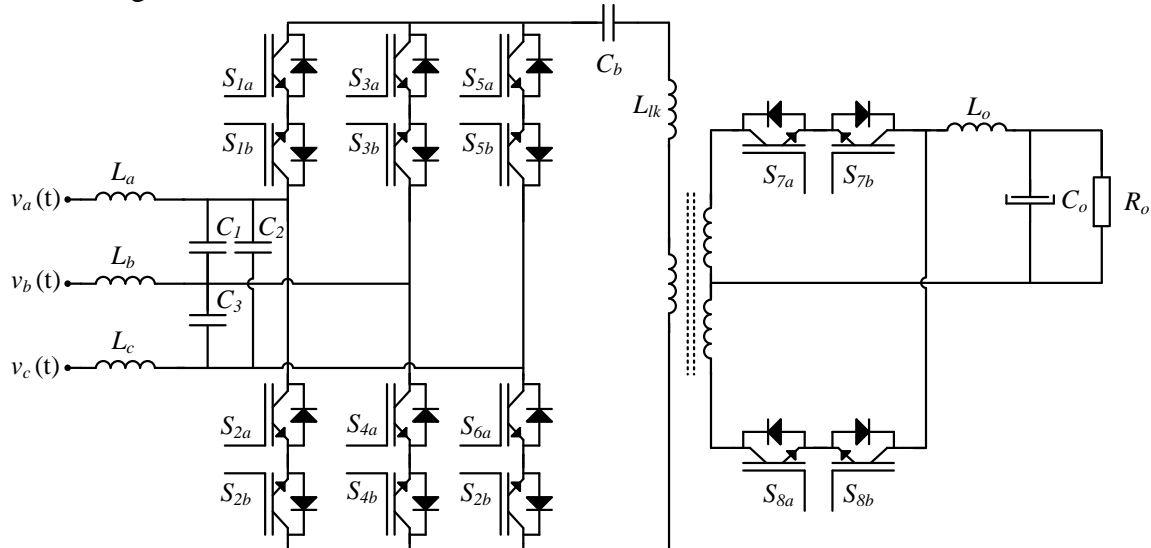 S1a
S3a
S5a
Cb
Llk
Lo
S1b
S3b
S5b
S7a
S7b
La
va (t)
C1
C2
Co
Ro
Lb
vb (t)
C3
Lc
vc (t)
S2a
S4a
S6a
S2b
S4b
S2b
S8a
S8b